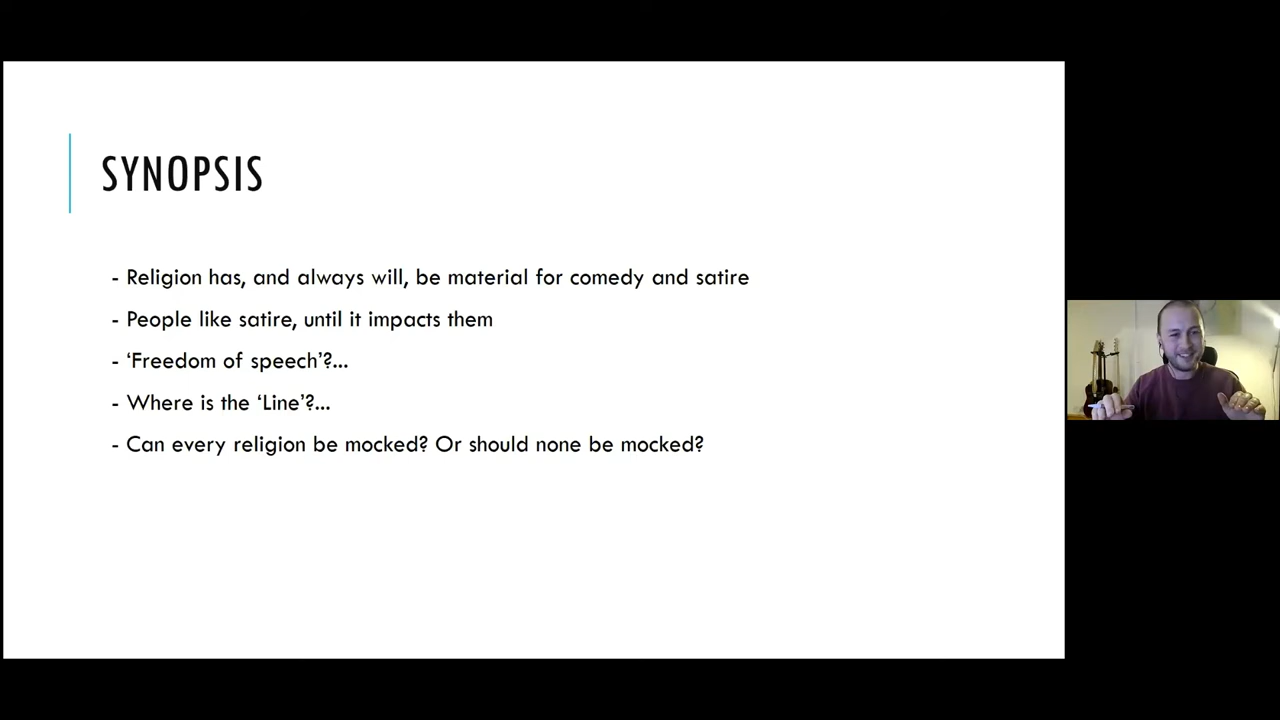 SYNOPSIS
- Religion has, and always will, be material for comedy and satire
- People like satire, until it impacts them
- ‘Freedom of speech’?...
- Where is the ‘Line’?...
- Can every religion be mocked? Or should none be mocked?